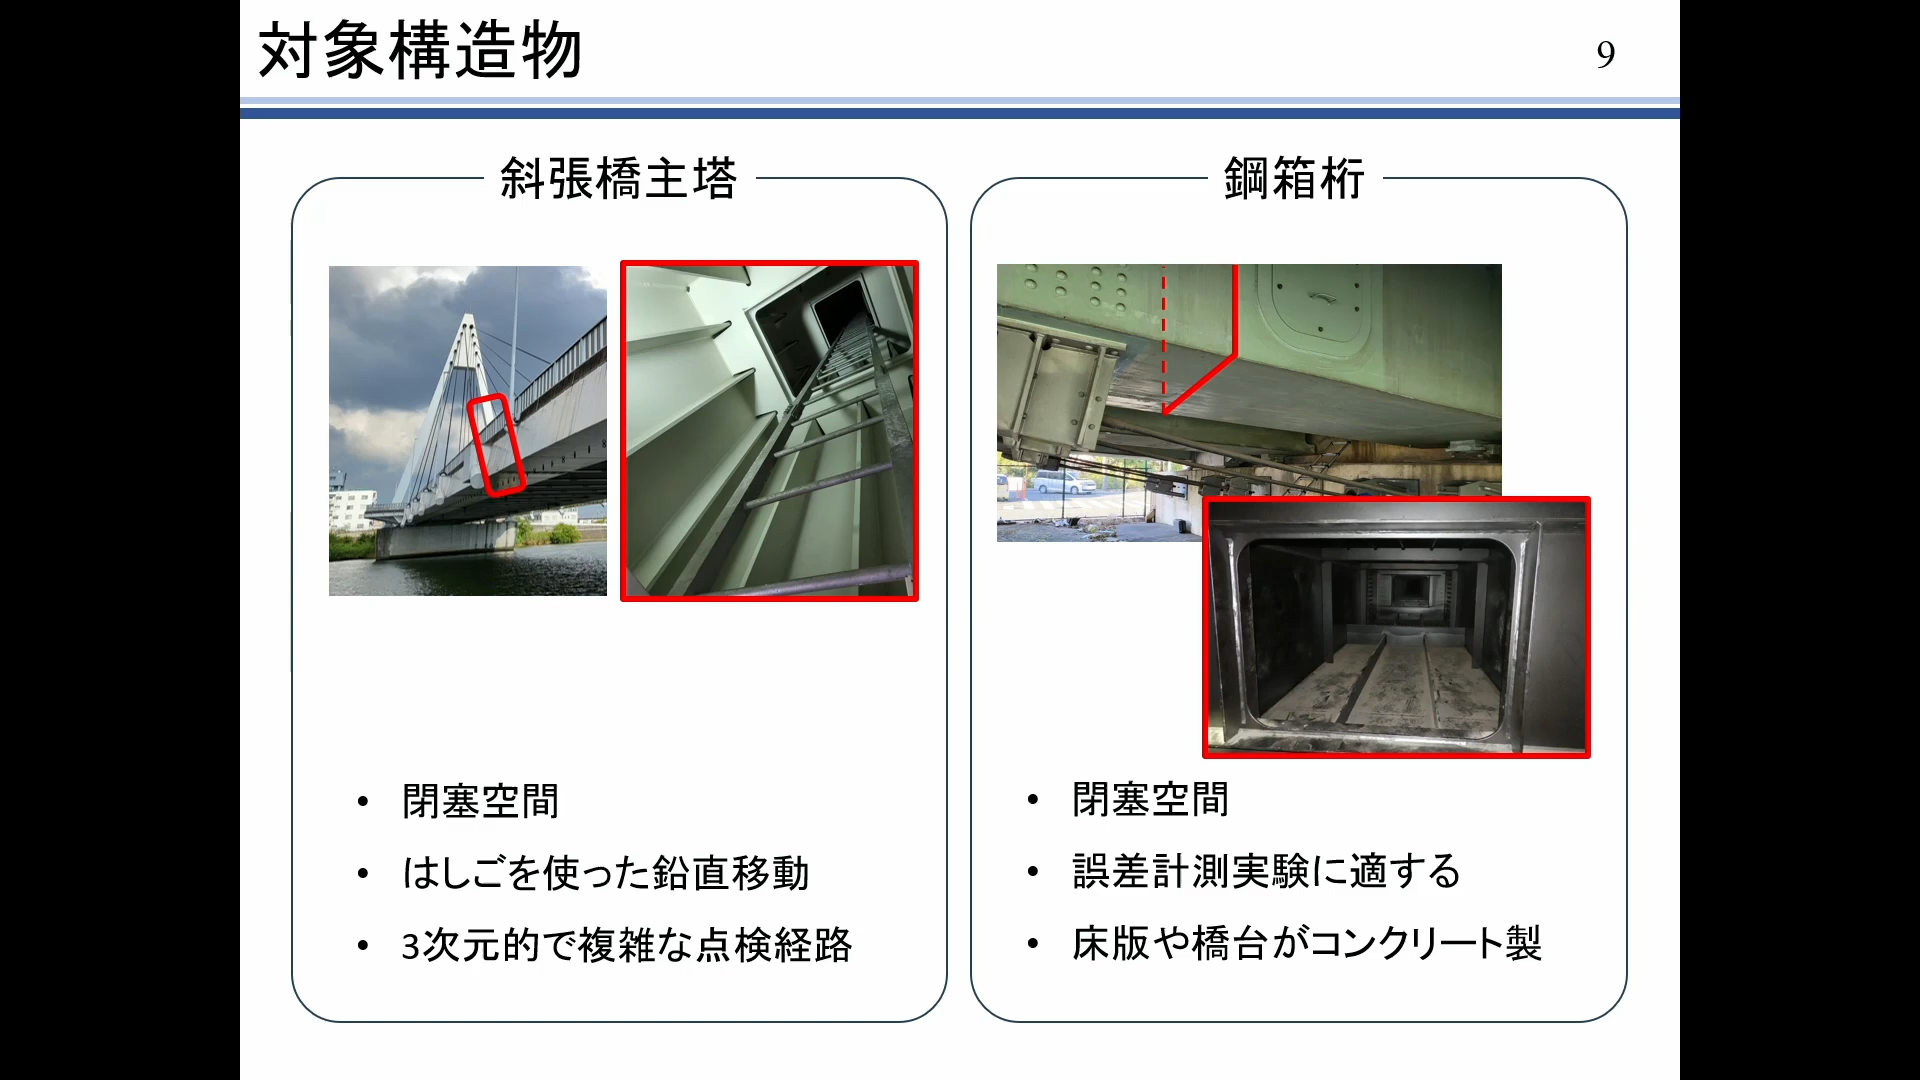 対象構造物
9
斜張橋主塔
• 閉塞空間
• はしごを使った鉛直移動
• 3次元的で複雑な点検経路
鋼箱桁
• 閉塞空間
• 誤差計測実験に適する
• 床版や橋台がコンクリート製